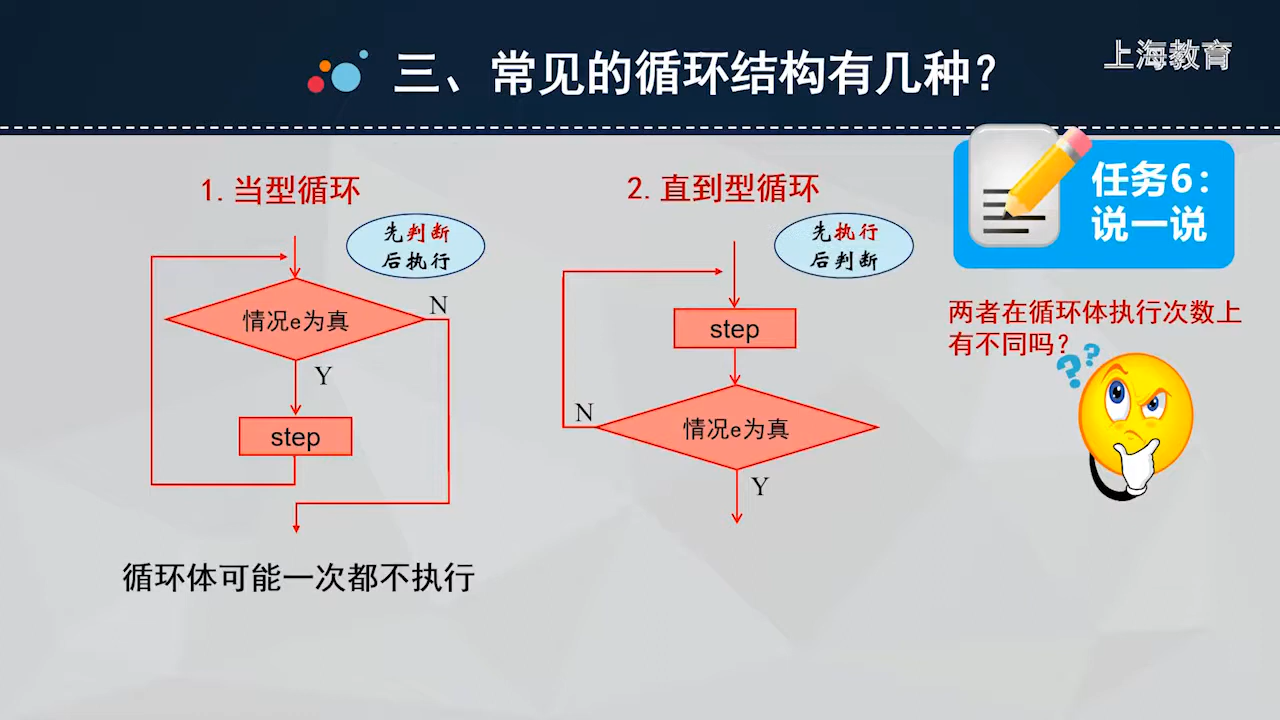 三、常见的循环结构有几种？
上海教育
1.当型循环
先判断
后执行
情况e为真
N
Y
step
循环体可能一次都不执行
2.直到型循环
先执行
后判断
step
情况e为真
N
Y
任务6：
说一说
两者在循环体执行次数上
有不同吗？
??